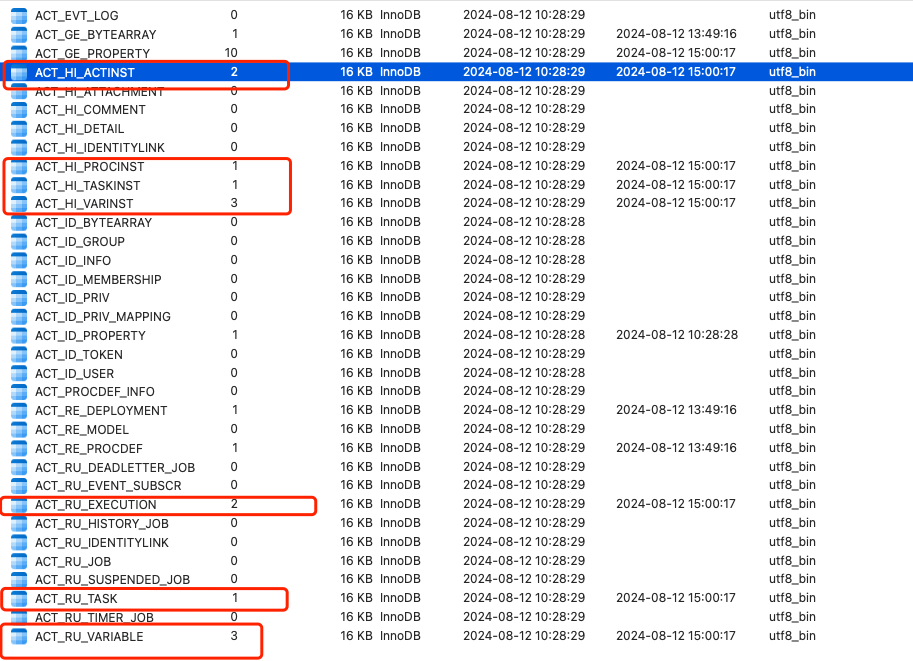 ACT_EVT_LOG 0 16 KB InnoDB 2024-08-12 10:28:29 utf8_bin
ACT_GE_BYTEARRAY 1 16 KB InnoDB 2024-08-12 10:28:29 2024-08-12 13:49:16 utf8_bin
ACT_GE_PROPERTY 10 16 KB InnoDB 2024-08-12 10:28:29 2024-08-12 15:00:17 utf8_bin
ACT_HI_ACTINST 2 16 KB InnoDB 2024-08-12 10:28:29 2024-08-12 15:00:17 utf8_bin
ACT_HI_ATTACHMENT 0 16 KB InnoDB 2024-08-12 10:28:29 utf8_bin
ACT_HI_COMMENT 0 16 KB InnoDB 2024-08-12 10:28:29 utf8_bin
ACT_HI_DETAIL 0 16 KB InnoDB 2024-08-12 10:28:29 utf8_bin
ACT_HI_IDENTITYLINK 0 16 KB InnoDB 2024-08-12 10:28:29 utf8_bin
ACT_HI_PROCINST 1 16 KB InnoDB 2024-08-12 10:28:29 2024-08-12 15:00:17 utf8_bin
ACT_HI_TASKINST 1 16 KB InnoDB 2024-08-12 10:28:29 2024-08-12 15:00:17 utf8_bin
ACT_HI_VARINST 3 16 KB InnoDB 2024-08-12 10:28:29 2024-08-12 15:00:17 utf8_bin
ACT_ID_BYTEARRAY 0 16 KB InnoDB 2024-08-12 10:28:28 utf8_bin
ACT_ID_GROUP 0 16 KB InnoDB 2024-08-12 10:28:28 utf8_bin
ACT_ID_INFO 0 16 KB InnoDB 2024-08-12 10:28:28 utf8_bin
ACT_ID_MEMBERSHIP 0 16 KB InnoDB 2024-08-12 10:28:29 utf8_bin
ACT_ID_PRIV 0 16 KB InnoDB 2024-08-12 10:28:29 utf8_bin
ACT_ID_PRIV_MAPPING 0 16 KB InnoDB 2024-08-12 10:28:29 utf8_bin
ACT_ID_PROPERTY 1 16 KB InnoDB 2024-08-12 10:28:28 2024-08-12 10:28:28 utf8_bin
ACT_ID_TOKEN 0 16 KB InnoDB 2024-08-12 10:28:29 utf8_bin
ACT_ID_USER 0 16 KB InnoDB 2024-08-12 10:28:28 utf8_bin
ACT_PROCDEF_INFO 0 16 KB InnoDB 2024-08-12 10:28:29 utf8_bin
ACT_RE_DEPLOYMENT 1 16 KB InnoDB 2024-08-12 10:28:29 2024-08-12 13:49:16 utf8_bin
ACT_RE_MODEL 0 16 KB InnoDB 2024-08-12 10:28:29 utf8_bin
ACT_RE_PROCDEF 1 16 KB InnoDB 2024-08-12 10:28:29 2024-08-12 13:49:16 utf8_bin
ACT_RU_DEADLETTER_JOB 0 16 KB InnoDB 2024-08-12 10:28:29 utf8_bin
ACT_RU_EVENT_SUBSCR 0 16 KB InnoDB 2024-08-12 10:28:29 utf8_bin
ACT_RU_EXECUTION 2 16 KB InnoDB 2024-08-12 10:28:29 2024-08-12 15:00:17 utf8_bin
ACT_RU_HISTORY_JOB 0 16 KB InnoDB 2024-08-12 10:28:29 utf8_bin
ACT_RU_IDENTITYLINK 0 16 KB InnoDB 2024-08-12 10:28:29 utf8_bin
ACT_RU_JOB 0 16 KB InnoDB 2024-08-12 10:28:29 utf8_bin
ACT_RU_SUSPENDED_JOB 0 16 KB InnoDB 2024-08-12 10:28:29 utf8_bin
ACT_RU_TASK 1 16 KB InnoDB 2024-08-12 10:28:29 2024-08-12 15:00:17 utf8_bin
ACT_RU_TIMER_JOB 0 16 KB InnoDB 2024-08-12 10:28:29 utf8_bin
ACT_RU_VARIABLE 3 16 KB InnoDB 2024-08-12 10:28:29 2024-08-12 15:00:17 utf8_bin